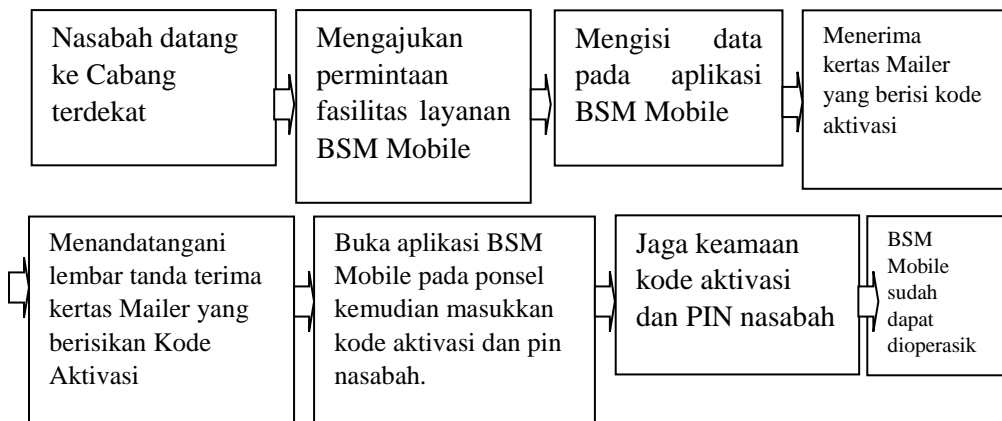 Nasabah datang
ke Cabang
terdekat
Mengajukan
permintaan
fasilitas layanan
BSM Mobile
Mengisi data
pada aplikasi
BSM Mobile
Menerima
kertas Mailer
yang berisi kode
aktivasi
Menandatangani
lembar tanda terima
kertas Mailer yang
berisikan Kode
Aktivasi
Buka aplikasi BSM
Mobile pada ponsel
kemudian masukkan
kode aktivasi dan pin
nasabah.
Jaga keamaan
kode aktivasi
dan PIN nasabah
BSM
Mobile
sudah
dapat
dioperasik